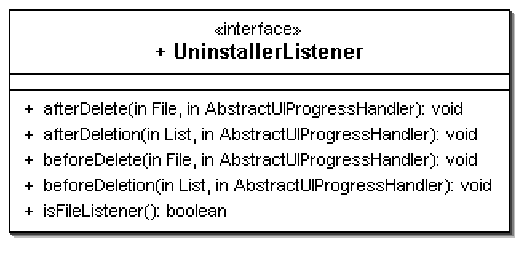 «interface»
+ UninstallerListener
+ afterDelete(in File, in AbstractUIProgressHandler): void
+ afterDeletion(in List, in AbstractUIProgressHandler): void
+ beforeDelete(in File, in AbstractUIProgressHandler): void
+ beforeDeletion(in List, in AbstractUIProgressHandler): void
+ isFileListener(): boolean